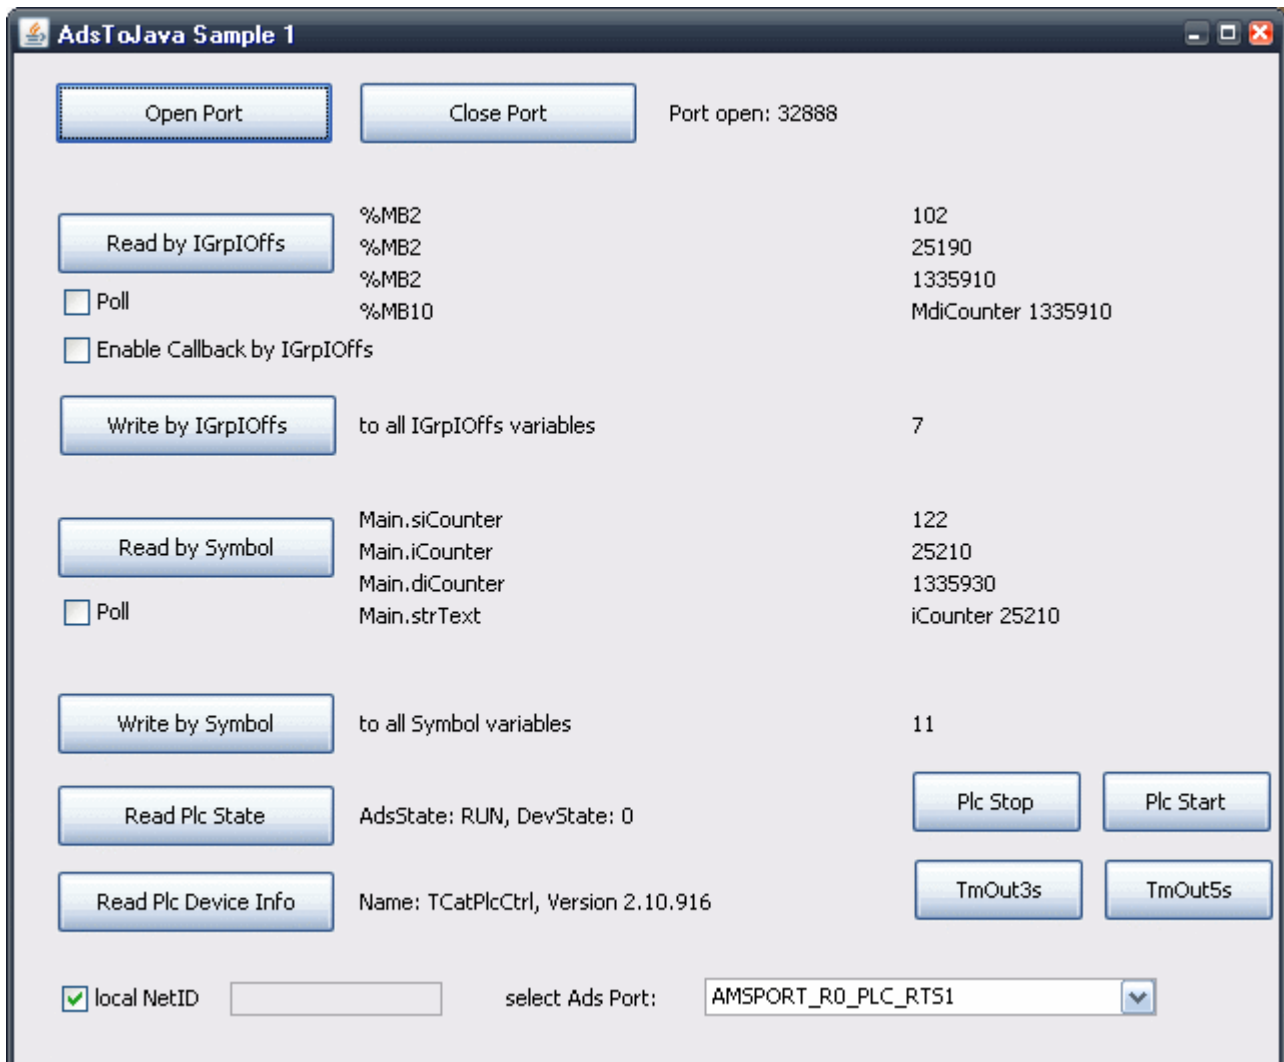 AdsToJava Sample 1
Open Port Close Port Port open: 32888
%MB2 102
Read by IGrpIOffs %MB2 25190
%MB2 1335910
Poll %MB10 MdiCounter 1335910
Enable Callback by IGrpIOffs
Write by IGrpIOffs to all IGrpIOffs variables 7
Main.siCounter 122
Read by Symbol Main.iCounter 25210
Main.diCounter 1335930
Poll Main.strText iCounter 25210
Write by Symbol to all Symbol variables 11
Read Plc State AdsState: RUN, DevState: 0 Plc Stop Plc Start
Read Plc Device Info Name: TCatPlcCtrl, Version 2.10.916 TmOut3s TmOut5s
local NetID select Ads Port: AMSPORT_R0_PLC_RTS1